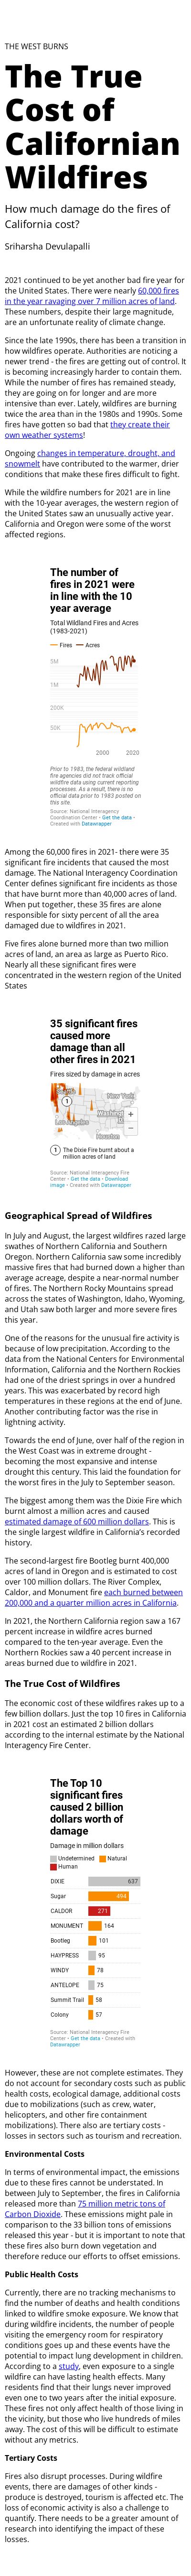 THE WEST BURNS
The True
Cost of
Californian
Wildfires
How much damage do the fires of
California cost?
Sriharsha Devulapalli
2021 continued to be yet another bad fire year for
the United States. There were nearly 60,000 fires
in the year ravaging over 7 million acres of land.
These numbers, despite their large magnitude,
are an unfortunate reality of climate change.
Since the late 1990s, there has been a transition in
how wildfires operate. Authorities are noticing a
newer trend - the fires are getting out of control. It
is becoming increasingly harder to contain them.
While the number of fires has remained steady,
they are going on for longer and are more
intensive than ever. Lately, wildfires are burning
twice the area than in the 1980s and 1990s. Some
fires have gotten so bad that they create their
own weather systems!
Ongoing changes in temperature, drought, and
snowmelt have contributed to the warmer, drier
conditions that make these fires difficult to fight.
While the wildfire numbers for 2021 are in line
with the 10-year averages, the western region of
the United States saw an unusually active year.
California and Oregon were some of the worst
affected regions.
The number of
fires in 2021 were
in line with the 10
year average
Total Wildland Fires and Acres
(1983-2021)
Fires Acres
5M
1M
200K
50K
2000 2020
Prior to 1983, the federal wildland
fire agencies did not track official
wildfire data using current reporting
processes. As a result, there is no
official data prior to 1983 posted on
this site.
Source: National Interagency
Coordination Center • Get the data •
Created with Datawrapper
Among the 60,000 fires in 2021- there were 35
significant fire incidents that caused the most
damage. The National Interagency Coordination
Center defines significant fire incidents as those
that have burned more than 40,000 acres of land.
When put together, these 35 fires are alone
responsible for sixty percent of all the area
damaged due to wildfires in 2021.
Five fires alone burned more than two million
acres of land, an area as large as Puerto Rico.
Nearly all these significant fires were
concentrated in the western region of the United
States
35 significant fires
caused more
damage than all
other fires in 2021
Fires sized by damage in acres
Seattle
New York
1
Los Angeles
Houston
+
−
1 The Dixie Fire burnt about a
million acres of land
Source: National Interagency Fire
Center • Get the data • Download
image • Created with Datawrapper
Geographical Spread of Wildfires
In July and August, the largest wildfires razed large
swathes of Northern California and Southern
Oregon. Northern California saw some incredibly
massive fires that had burned area a higher than
average acreage, despite a near-normal number
of fires. The Northern Rocky Mountains spread
across the states of Washington, Idaho, Wyoming,
and Utah saw both larger and more severe fires
this year.
One of the reasons for the unusual fire activity is
because of low precipitation. According to the
data from the National Centers for Environmental
Information, California and the Northern Rockies
had one of the driest springs in over a hundred
years. This was exacerbated by record high
temperatures in these regions at the end of June.
Another contributing factor was the rise in
lightning activity.
Towards the end of June, over half of the region in
the West Coast was in extreme drought -
becoming the most expansive and intense
drought this century. This laid the foundation for
the series of fires in the July to September season.
The biggest among them was the Dixie Fire which
burnt almost a million acres and caused
estimated damage of 600 million dollars. This is
the single largest wildfire in California's recorded
history.
The second-largest fire Bootleg burnt 400,000
acres of land in Oregon and is estimated to cost
over 100 million dollars. The River Complex,
Caldor, and Monument fire each burned between
200,000 and a quarter million acres in California.
In 2021, the Northern California region saw a 167
percent increase in wildfire acres burned
compared to the ten-year average. Even the
Northern Rockies saw a 40 percent increase in
areas burned due to wildfire in 2021.
The True Cost of Wildfires
The economic cost of these wildfires rakes up to a
few billion dollars. Just the top 10 fires in California
in 2021 cost an estimated 2 billion dollars
according to the internal estimate by the National
Interagency Fire Center.
The Top 10
significant fires
caused 2 billion
dollars worth of
damage
Damage in million dollars
Undetermined Natural
Human
DIXIE 637
Sugar 494
CALDOR 271
MONUMENT 164
Bootleg 101
HAYPRESS 95
WINDY 78
ANTELOPE 75
Summit Trail 58
Colony 57
Source: National Interagency Fire
Center • Get the data • Created with
Datawrapper
However, these are not complete estimates. They
do not account for secondary costs such as public
health costs, ecological damage, additional costs
due to mobilizations (such as crew, water,
helicopters, engines, and other fire containment
mobilizations). There also are tertiary costs -
losses in sectors such as tourism and recreation.
Environmental Costs
In terms of environmental impact, the emissions
due to these fires cannot be understated. In
between July to September, the fires in California
released more than 75 million metric tons of
Carbon Dioxide. These emissions might pale in
comparison to the 33 billion tons of emissions
released this year - but it is important to note that
these fires also burn down vegetation and
therefore reduce our efforts to offset emissions.
Public Health Costs
Currently, there are no tracking mechanisms to
find the number of deaths and health conditions
linked to wildfire smoke exposure. We know that
during wildfire incidents, the number of people
visiting the emergency room for respiratory
conditions goes up and these events have the
potential to impact lung development in children.
According to a study, even exposure to a single
wildfire can have lasting health effects. Many
residents find that their lungs never improve -
even one to two years after the initial exposure.
These fires not only affect health of those living in
the vicinity, but those who live hundreds of miles
away. The cost of this will be difficult to estimate
without any metrics.
Tertiary Costs
Fires also disrupt processes. During wildfire
events, there are damages of other kinds -
produce is destroyed, tourism is affected etc. The
loss of economic activity is also a challenge to
quantify. There needs to be a greater amount of
research into identifying the impact of these
losses.